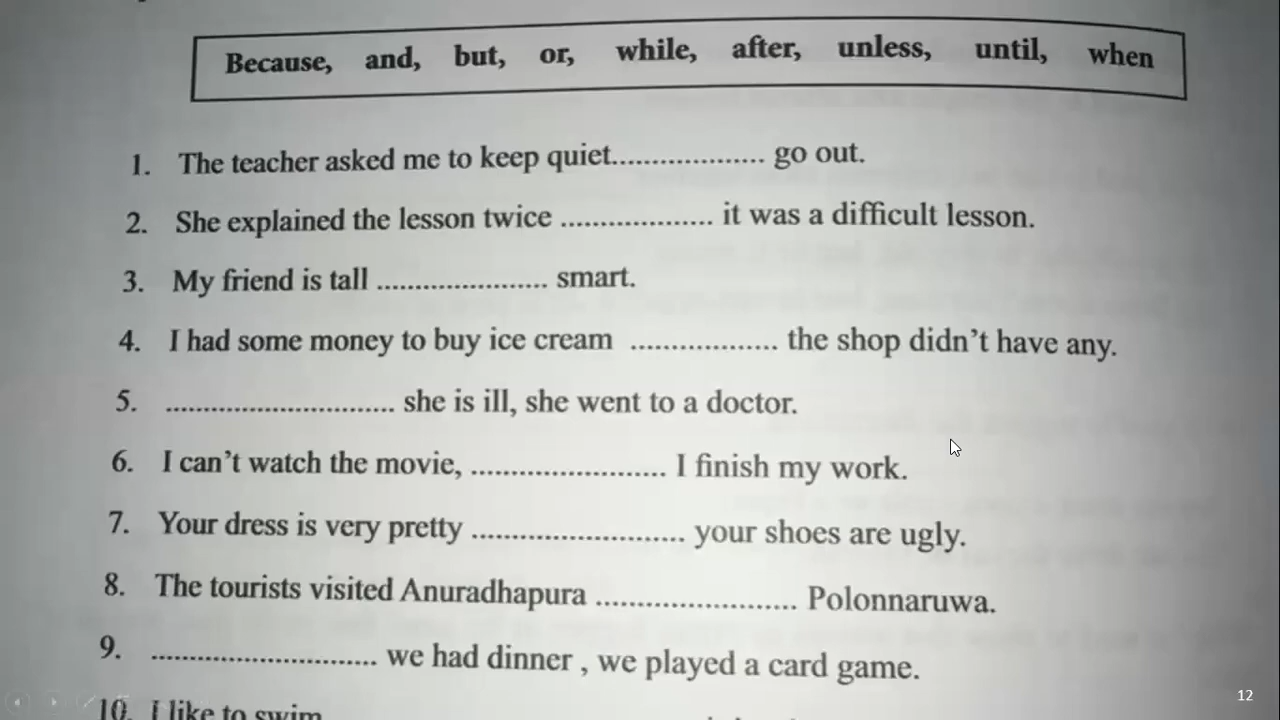 Because, and, but, or, while, after, unless, until, when
1. The teacher asked me to keep quiet.................... go out.
2. She explained the lesson twice .................... it was a difficult lesson.
3. My friend is tall ....................... smart.
4. I had some money to buy ice cream .................... the shop didn't have any.
5. .............................. she is ill, she went to a doctor.
6. I can't watch the movie, .......................... I finish my work.
7. Your dress is very pretty ............................ your shoes are ugly.
8. The tourists visited Anuradhapura ........................... Polonnaruwa.
9. .............................. we had dinner , we played a card game.
10. I like to swim
12